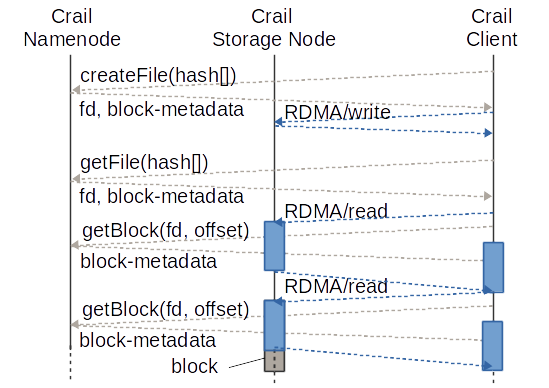 Crail
Namenode
Crail
Storage Node
Crail
Client
createFile(hash[])
fd, block-metadata
RDMA/write
getFile(hash[])
fd, block-metadata
RDMA/read
getBlock(fd, offset)
block-metadata
RDMA/read
getBlock(fd, offset)
block-metadata
block